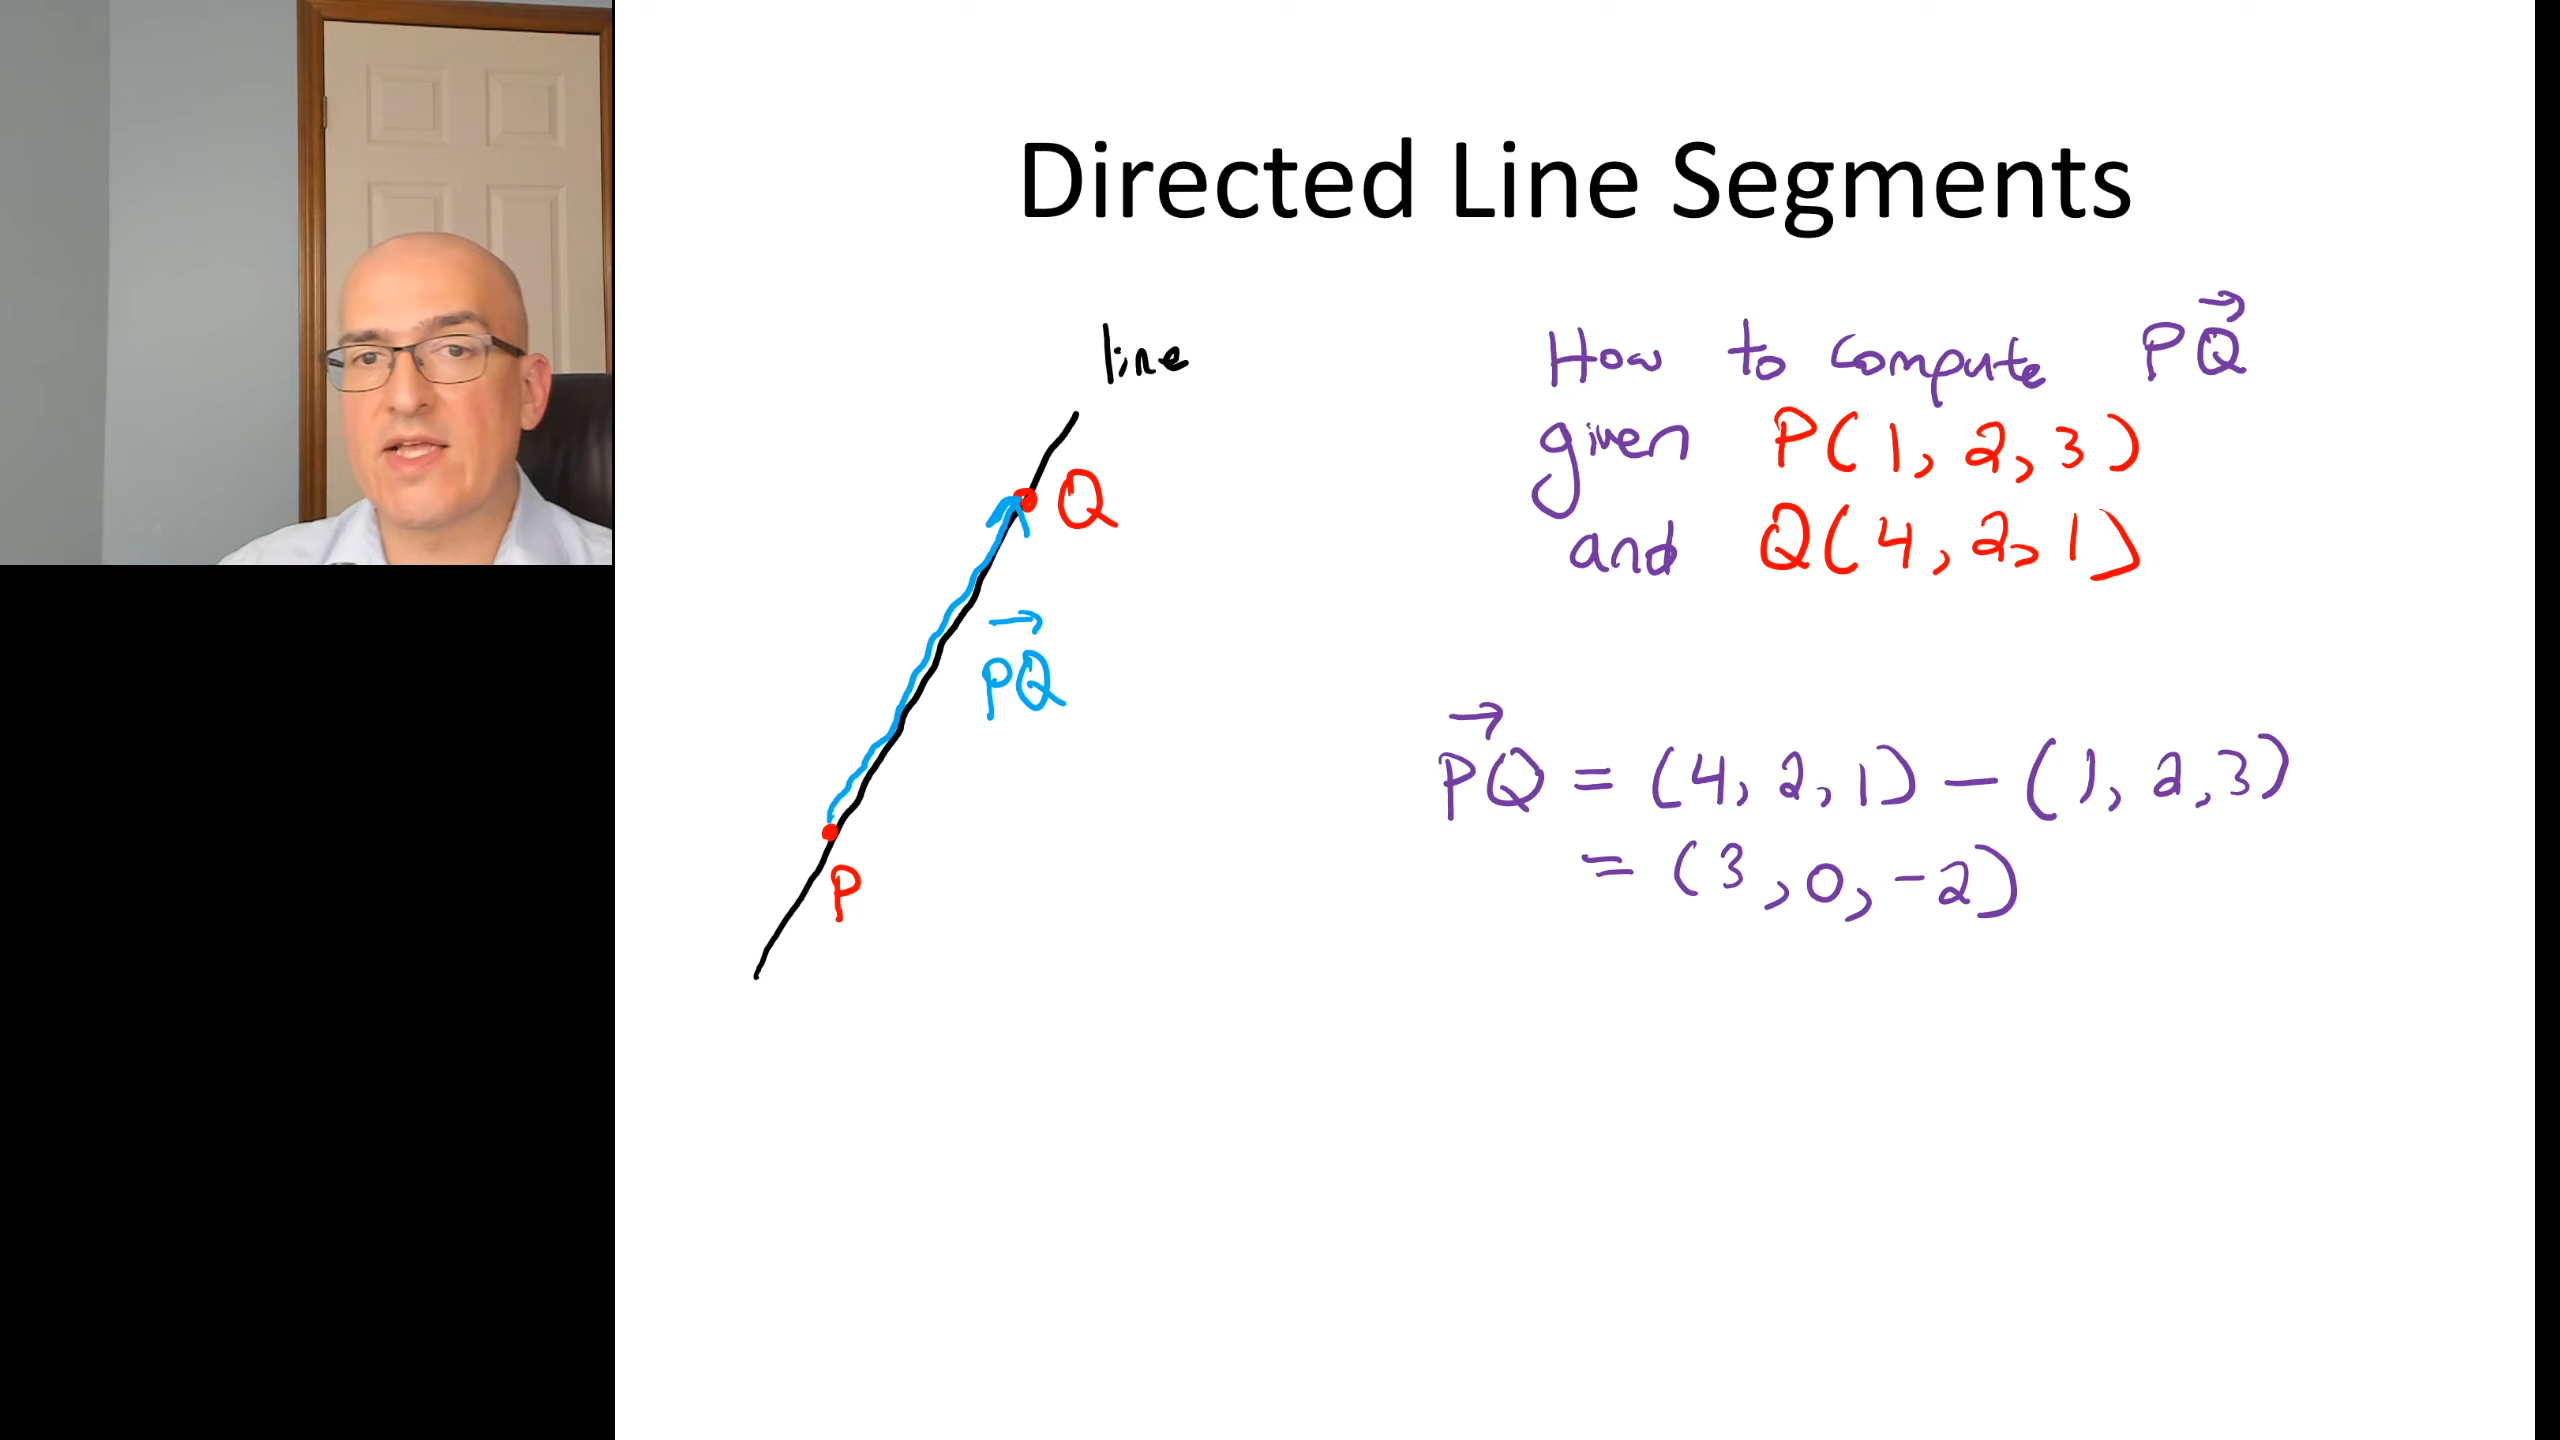 Directed Line Segments
line
Q
PQ
P
How to compute PQ
given P(1, 2, 3)
and Q(4, 2, 1)
PQ = (4, 2, 1) - (1, 2, 3)
= (3, 0, -2)